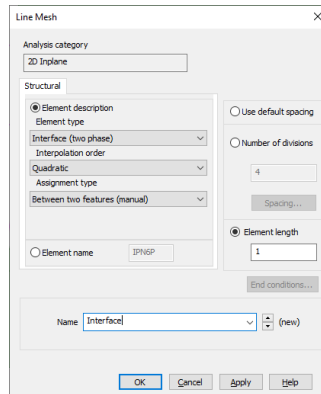 Line Mesh
Analysis category
2D Inplane
Structural
Element description
Element type
Interface (two phase)
Interpolation order
Quadratic
Assignment type
Between two features (manual)
Element name
IPN6P
Use default spacing
Number of divisions
4
Spacing...
Element length
1
End conditions...
Name
Interface
(new)
OK
Cancel
Apply
Help